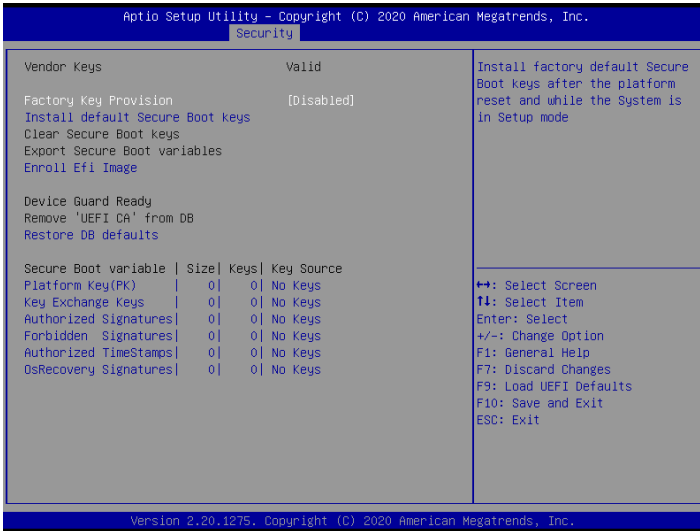 Aptio Setup Utility – Copyright (C) 2020 American Megatrends, Inc.
Security
Vendor Keys Valid
Factory Key Provision [Disabled]
Install default Secure Boot keys
Clear Secure Boot keys
Export Secure Boot variables
Enroll Efi Image
Device Guard Ready
Remove 'UEFI CA' from DB
Restore DB defaults
Secure Boot variable | Size| Keys| Key Source
Platform Key(PK) | 0| 0| No Keys
Key Exchange Keys | 0| 0| No Keys
Authorized Signatures| 0| 0| No Keys
Forbidden Signatures| 0| 0| No Keys
Authorized TimeStamps| 0| 0| No Keys
OsRecovery Signatures| 0| 0| No Keys
Install factory default Secure
Boot keys after the platform
reset and while the System is
in Setup mode
↔: Select Screen
↑↓: Select Item
Enter: Select
+/-: Change Option
F1: General Help
F7: Discard Changes
F9: Load UEFI Defaults
F10: Save and Exit
ESC: Exit
Version 2.20.1275. Copyright (C) 2020 American Megatrends, Inc.